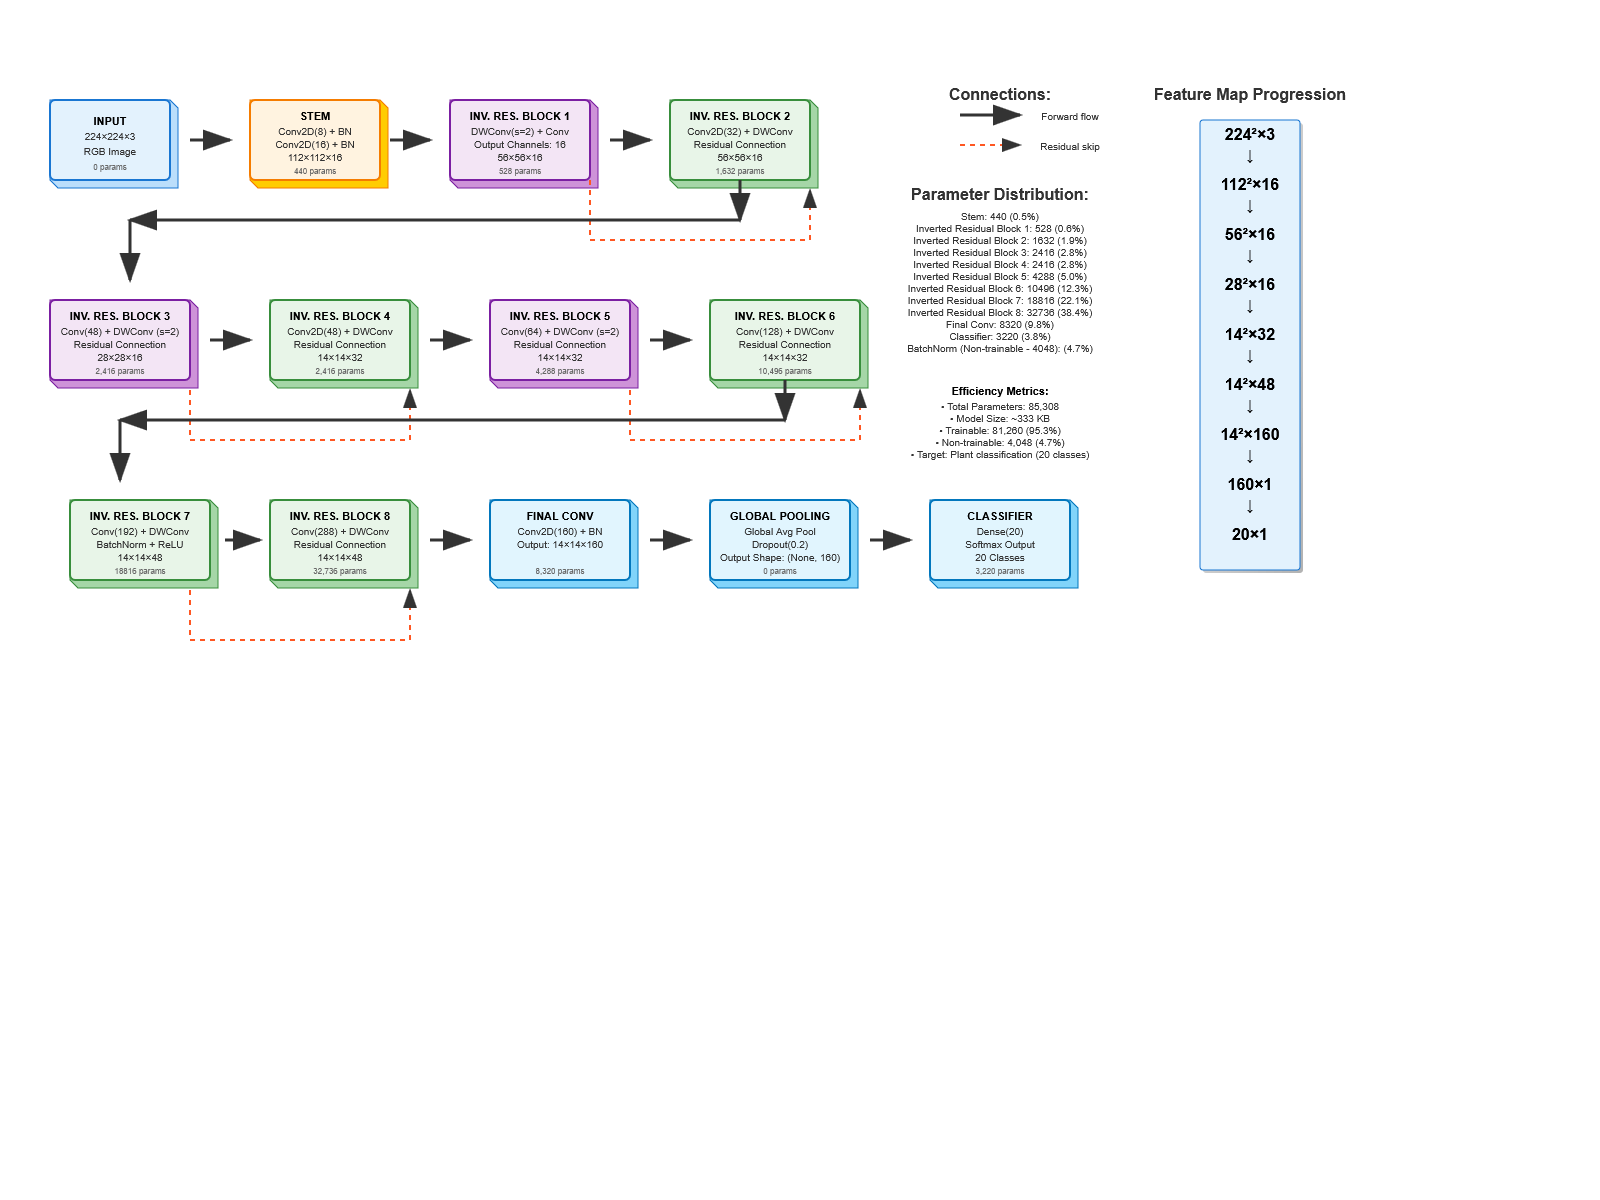 INPUT
224×224×3
RGB Image
0 params
STEM
Conv2D(8) + BN
Conv2D(16) + BN
112×112×16
440 params
INV. RES. BLOCK 1
DWConv(s=2) + Conv
Output Channels: 16
56×56×16
528 params
INV. RES. BLOCK 2
Conv2D(32) + DWConv
Residual Connection
56×56×16
1,632 params
INV. RES. BLOCK 3
Conv(48) + DWConv (s=2)
Residual Connection
28×28×16
2,416 params
INV. RES. BLOCK 4
Conv2D(48) + DWConv
Residual Connection
14×14×32
2,416 params
INV. RES. BLOCK 5
Conv(64) + DWConv (s=2)
Residual Connection
14×14×32
4,288 params
INV. RES. BLOCK 6
Conv(128) + DWConv
Residual Connection
14×14×32
10,496 params
INV. RES. BLOCK 7
Conv(192) + DWConv
BatchNorm + ReLU
14×14×48
18816 params
INV. RES. BLOCK 8
Conv(288) + DWConv
Residual Connection
14×14×48
32,736 params
FINAL CONV
Conv2D(160) + BN
Output: 14×14×160
8,320 params
GLOBAL POOLING
Global Avg Pool
Dropout(0.2)
Output Shape: (None, 160)
0 params
CLASSIFIER
Dense(20)
Softmax Output
20 Classes
3,220 params
Connections:
Forward flow
Residual skip
Parameter Distribution:
Stem: 440 (0.5%)
Inverted Residual Block 1: 528 (0.6%)
Inverted Residual Block 2: 1632 (1.9%)
Inverted Residual Block 3: 2416 (2.8%)
Inverted Residual Block 4: 2416 (2.8%)
Inverted Residual Block 5: 4288 (5.0%)
Inverted Residual Block 6: 10496 (12.3%)
Inverted Residual Block 7: 18816 (22.1%)
Inverted Residual Block 8: 32736 (38.4%)
Final Conv: 8320 (9.8%)
Classifier: 3220 (3.8%)
BatchNorm (Non-trainable - 4048): (4.7%)
Efficiency Metrics:
• Total Parameters: 85,308
• Model Size: ~333 KB
• Trainable: 81,260 (95.3%)
• Non-trainable: 4,048 (4.7%)
• Target: Plant classification (20 classes)
Feature Map Progression
224²×3
↓
112²×16
↓
56²×16
↓
28²×16
↓
14²×32
↓
14²×48
↓
14²×160
↓
160×1
↓
20×1